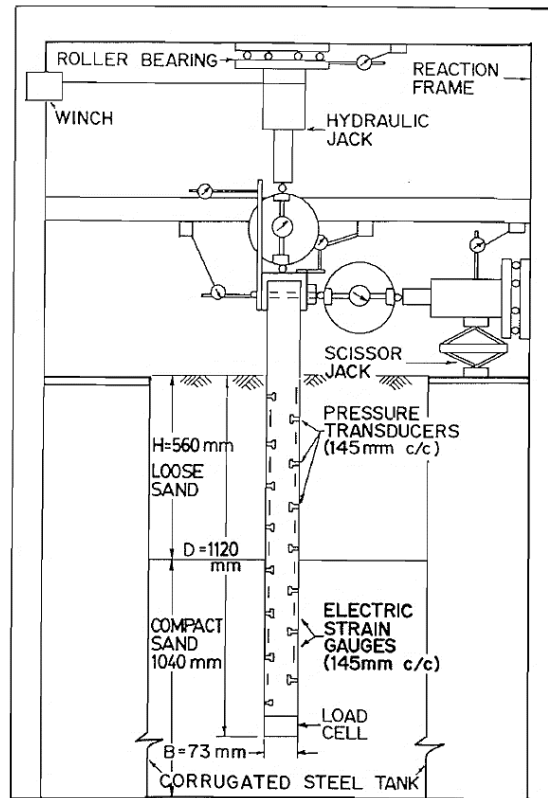 ROLLER BEARING
REACTION
FRAME
WINCH
HYDRAULIC
JACK
SCISSOR
JACK
H=560 mm
LOOSE
SAND
PRESSURE
TRANSDUCERS
(145mm c/c)
D=1120
mm
COMPACT
SAND
1040 mm
ELECTRIC
STRAIN
GAUGES
(145mm c/c)
LOAD
CELL
B=73 mm
CORRUGATED STEEL TANK